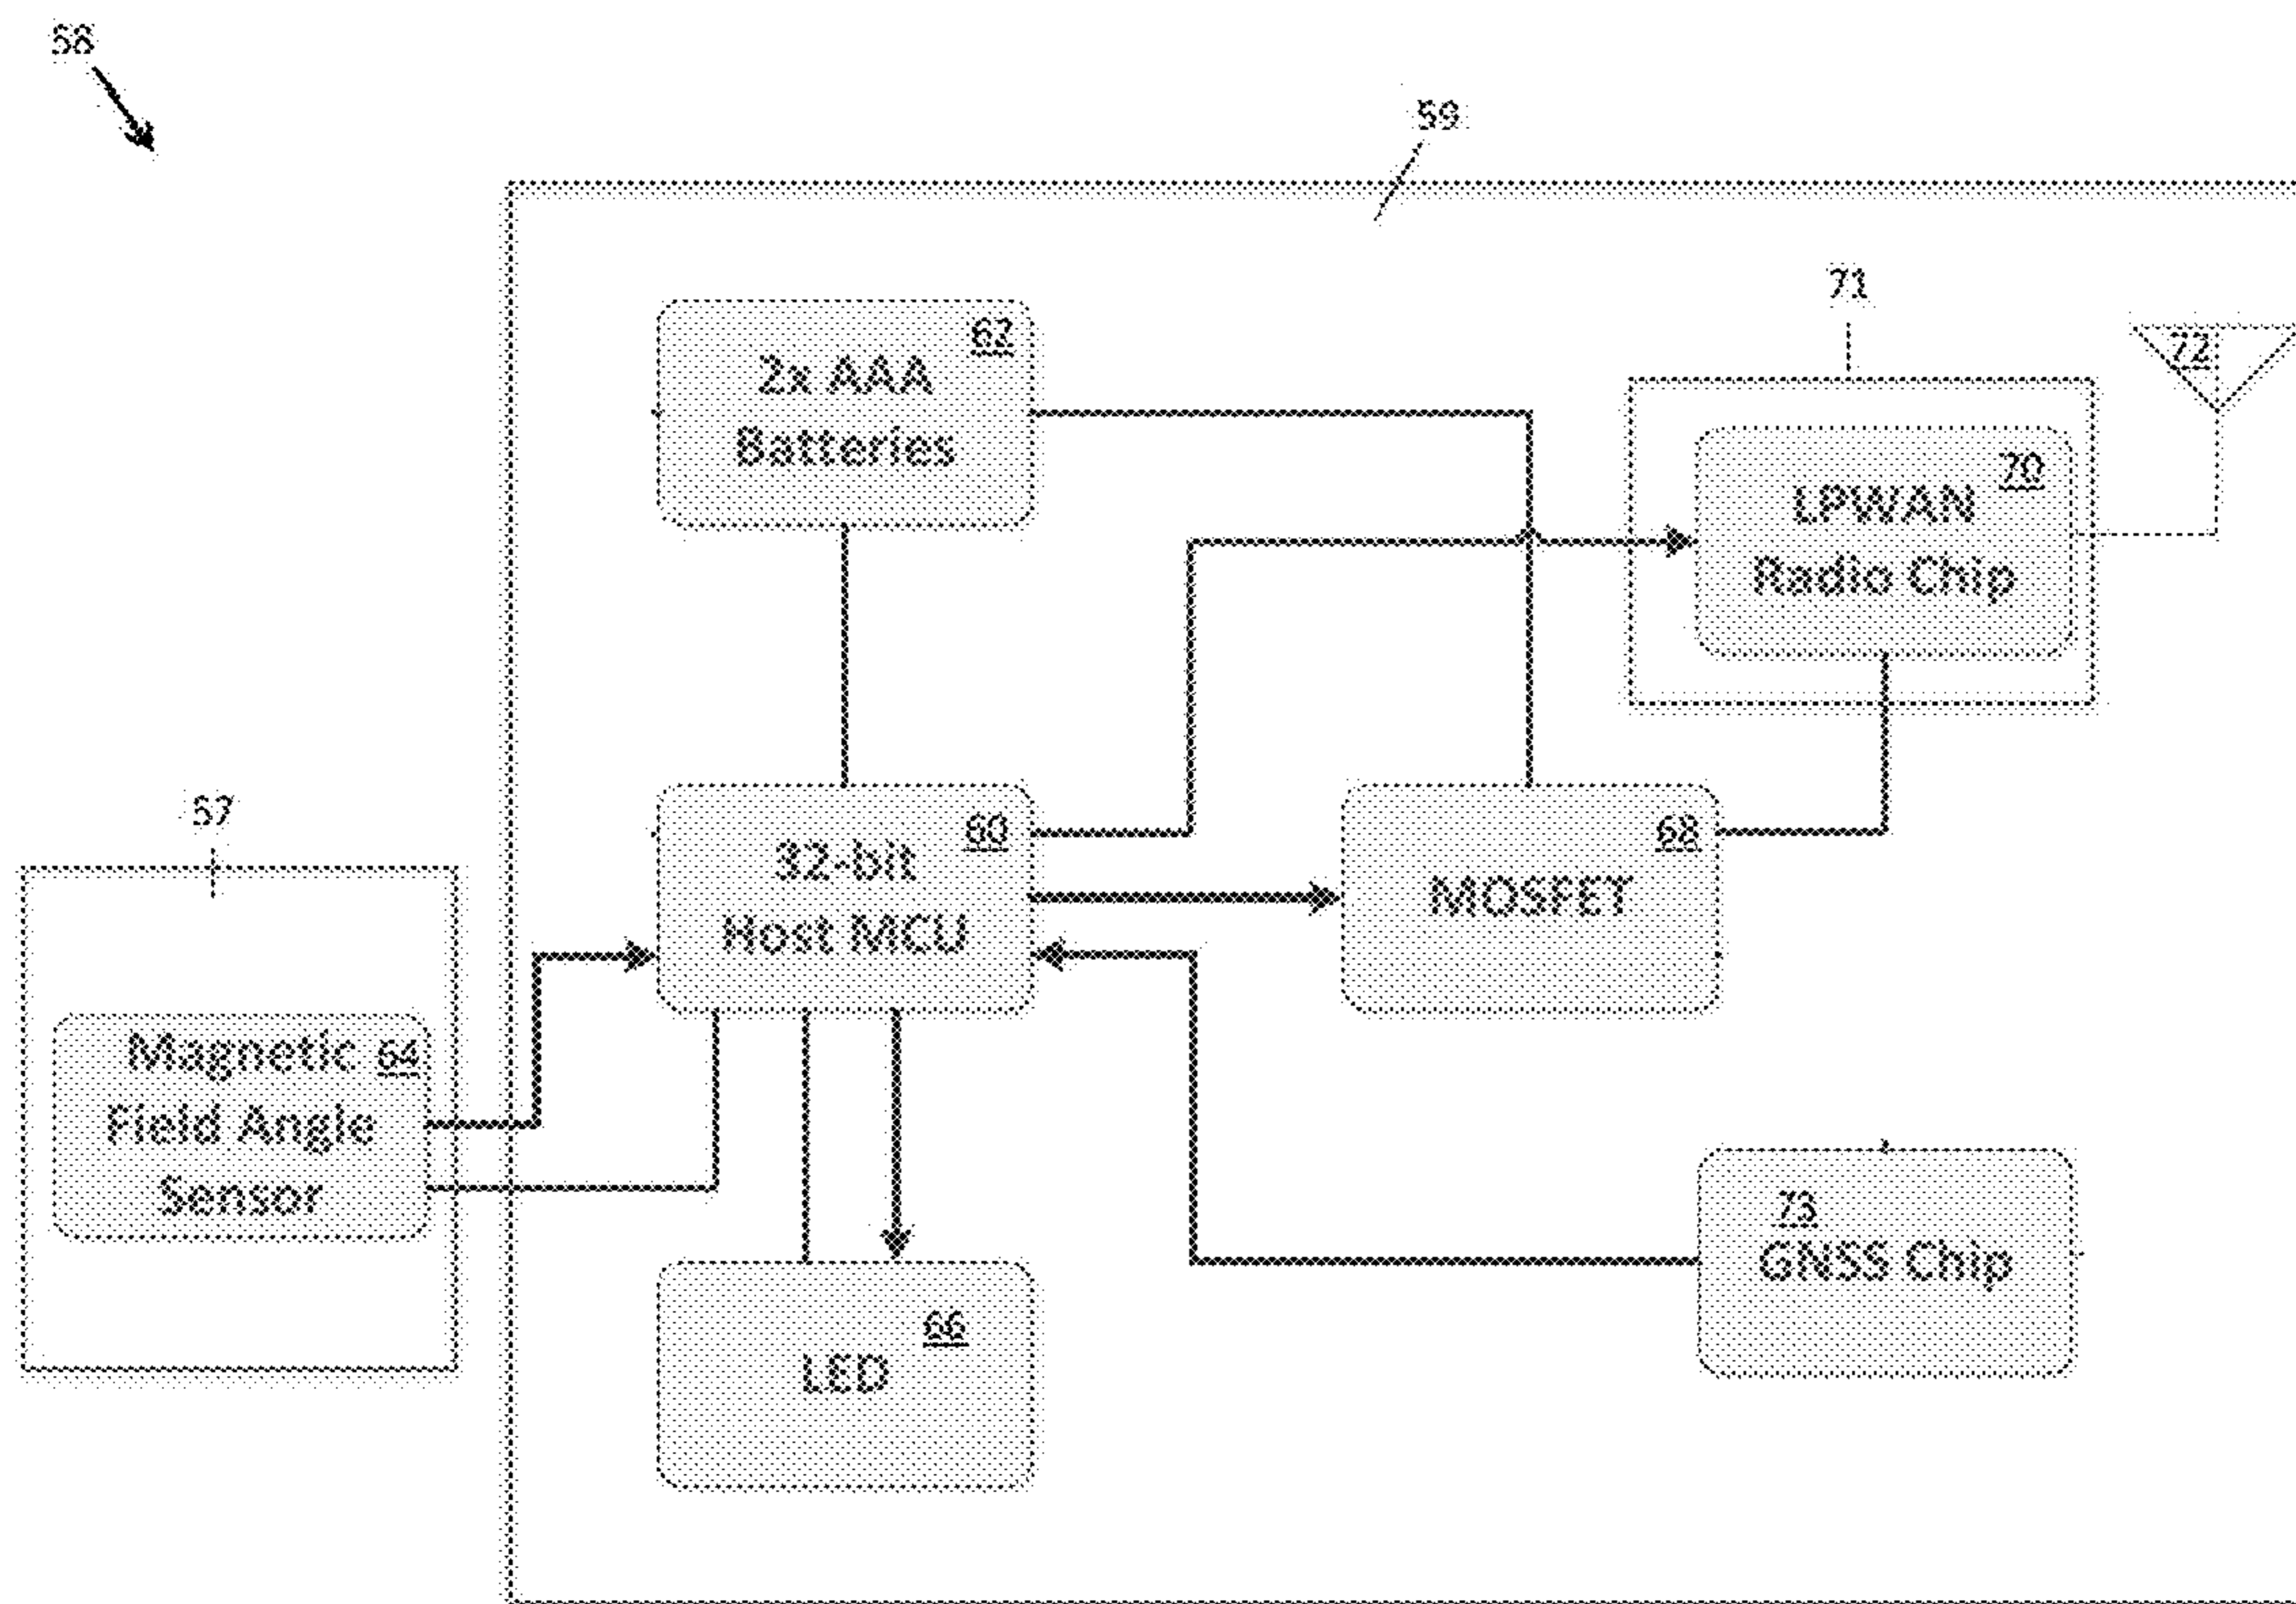 58
59
71
72
62
2x AAA
Batteries
70
LPWAN
Radio Chip
57
60
32-bit
Host MCU
68
MOSFET
Magnetic 64
Field Angle
Sensor
73
GNSS Chip
66
LED